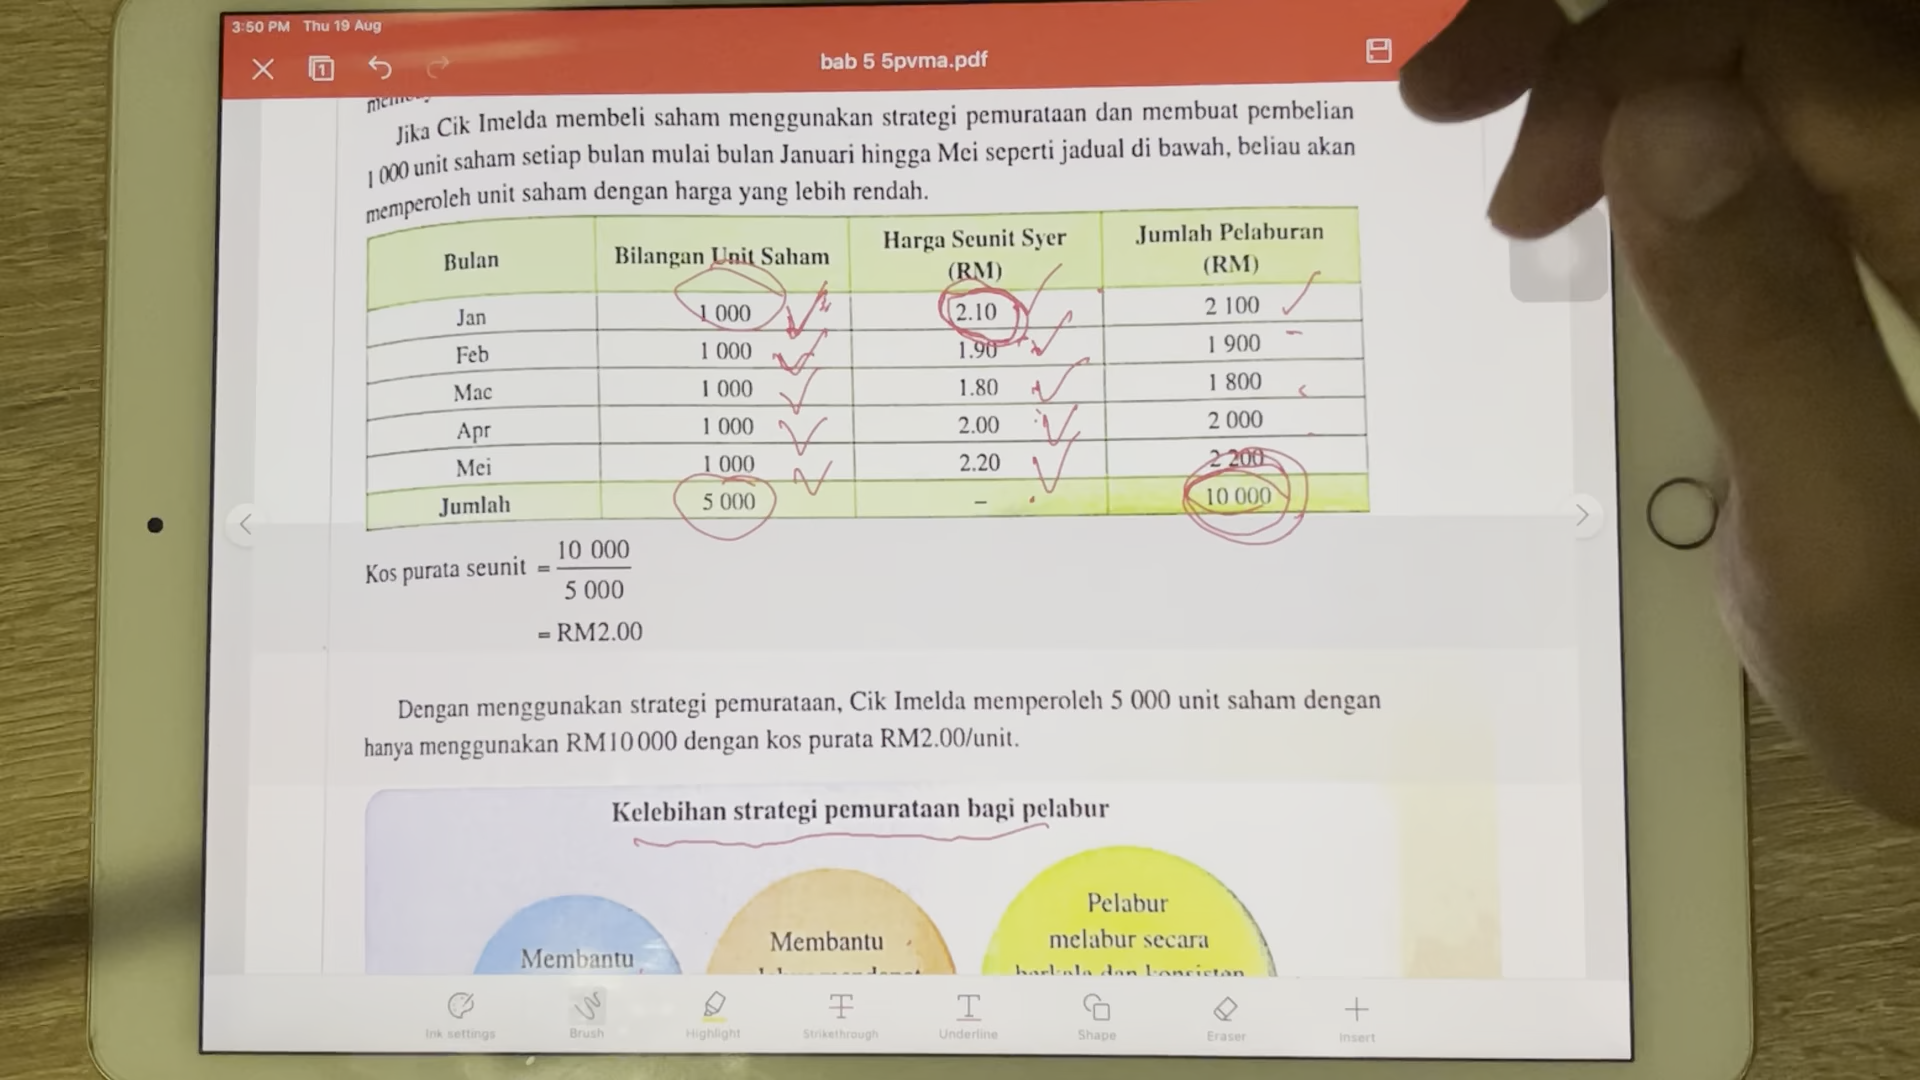 3:50 PM Thu 19 Aug
1
bab 5 5pvma.pdf
Jika Cik Imelda membeli saham menggunakan strategi pemurataan dan membuat pembelian
1 000 unit saham setiap bulan mulai bulan Januari hingga Mei seperti jadual di bawah, beliau akan
memperoleh unit saham dengan harga yang lebih rendah.
Bulan Bilangan Unit Saham Harga Seunit Syer (RM) Jumlah Pelaburan (RM)
Jan 1 000 2.10 2 100
Feb 1 000 1.90 1 900
Mac 1 000 1.80 1 800
Apr 1 000 2.00 2 000
Mei 1 000 2.20 2 200
Jumlah 5 000 – 10 000
Kos purata seunit = 10 000
5 000
= RM2.00
Dengan menggunakan strategi pemurataan, Cik Imelda memperoleh 5 000 unit saham dengan
hanya menggunakan RM10 000 dengan kos purata RM2.00/unit.
Kelebihan strategi pemurataan bagi pelabur
Membantu
Membantu
Pelabur
melabur secara
berkala dan konsisten
Ink settings Brush Highlight Strikethrough Underline Shape Eraser Insert